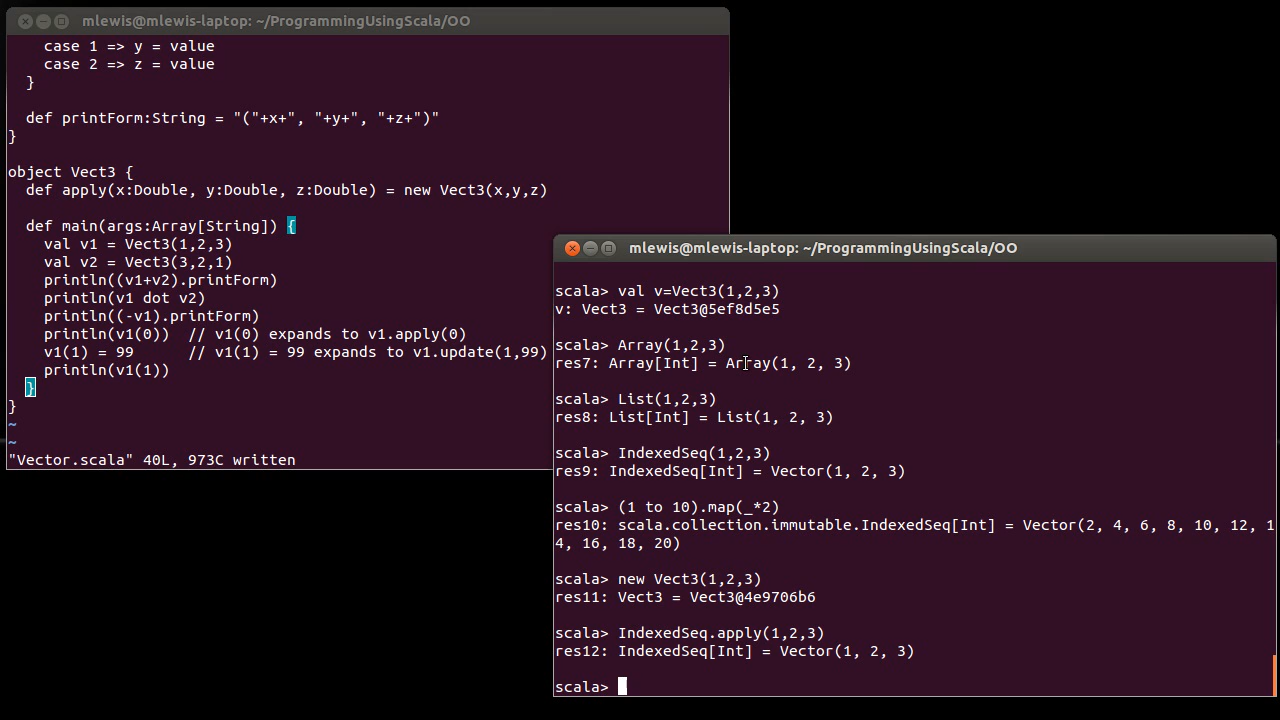 mlewis@mlewis-laptop: ~/ProgrammingUsingScala/OO
case 1 => y = value
case 2 => z = value
}
def printForm:String = "("+x+", "+y+", "+z+")"
}
object Vect3 {
def apply(x:Double, y:Double, z:Double) = new Vect3(x,y,z)
def main(args:Array[String]) {
val v1 = Vect3(1,2,3)
val v2 = Vect3(3,2,1)
println((v1+v2).printForm)
println(v1 dot v2)
println((-v1).printForm)
println(v1(0))  // v1(0) expands to v1.apply(0)
v1(1) = 99      // v1(1) = 99 expands to v1.update(1,99)
println(v1(1))
}
}
~
~
"Vector.scala" 40L, 973C written
mlewis@mlewis-laptop: ~/ProgrammingUsingScala/OO
scala> val v=Vect3(1,2,3)
v: Vect3 = Vect3@5ef8d5e5
scala> Array(1,2,3)
res7: Array[Int] = Array(1, 2, 3)
scala> List(1,2,3)
res8: List[Int] = List(1, 2, 3)
scala> IndexedSeq(1,2,3)
res9: IndexedSeq[Int] = Vector(1, 2, 3)
scala> (1 to 10).map(_*2)
res10: scala.collection.immutable.IndexedSeq[Int] = Vector(2, 4, 6, 8, 10, 12, 1
4, 16, 18, 20)
scala> new Vect3(1,2,3)
res11: Vect3 = Vect3@4e9706b6
scala> IndexedSeq.apply(1,2,3)
res12: IndexedSeq[Int] = Vector(1, 2, 3)
scala>